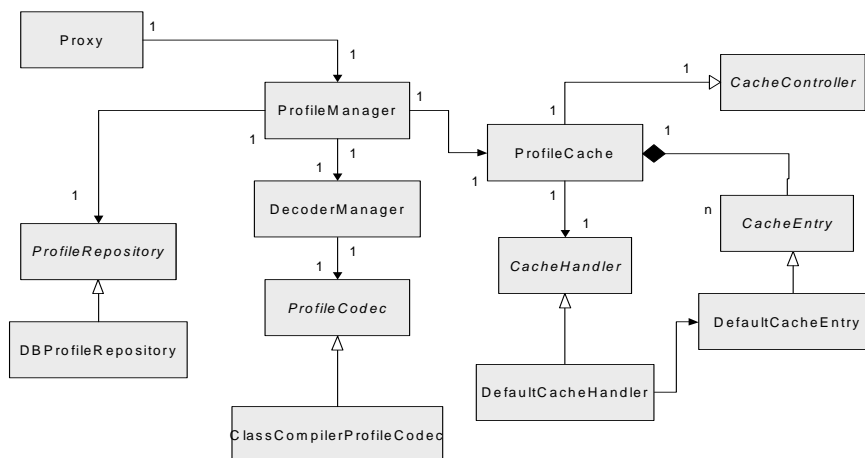 Proxy
1
1
ProfileManager
1
1
1
1
ProfileCache
1
1
1
CacheController
1
1
n
CacheEntry
1
1
DecoderManager
1
1
ProfileRepository
1
1
ProfileCodec
CacheHandler
DefaultCacheEntry
DBProfileRepository
DefaultCacheHandler
ClassCompilerProfileCodec